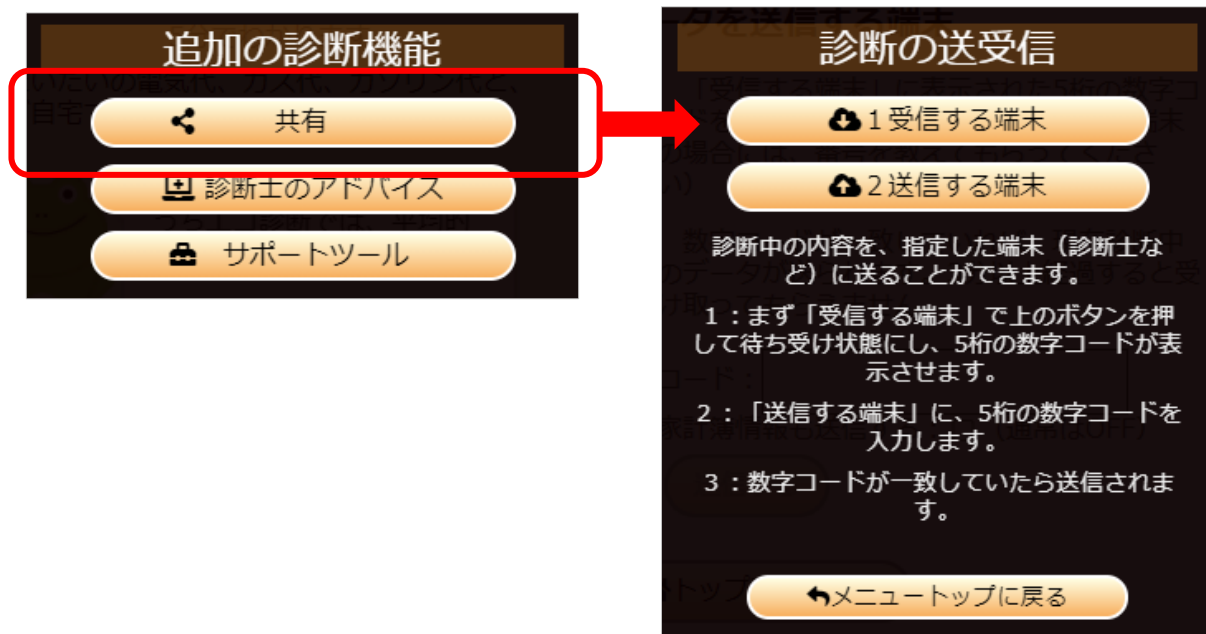 追加の診断機能
共有
診断士のアドバイス
サポートツール
診断の送受信
1受信する端末
2送信する端末
診断中の内容を、指定した端末（診断士な
ど）に送ることができます。
1：まず「受信する端末」で上のボタンを押
して待ち受け状態にし、5桁の数字コードが表
示させます。
2：「送信する端末」に、5桁の数字コードを
入力します。
3：数字コードが一致していたら送信されま
す。
メニュートップに戻る